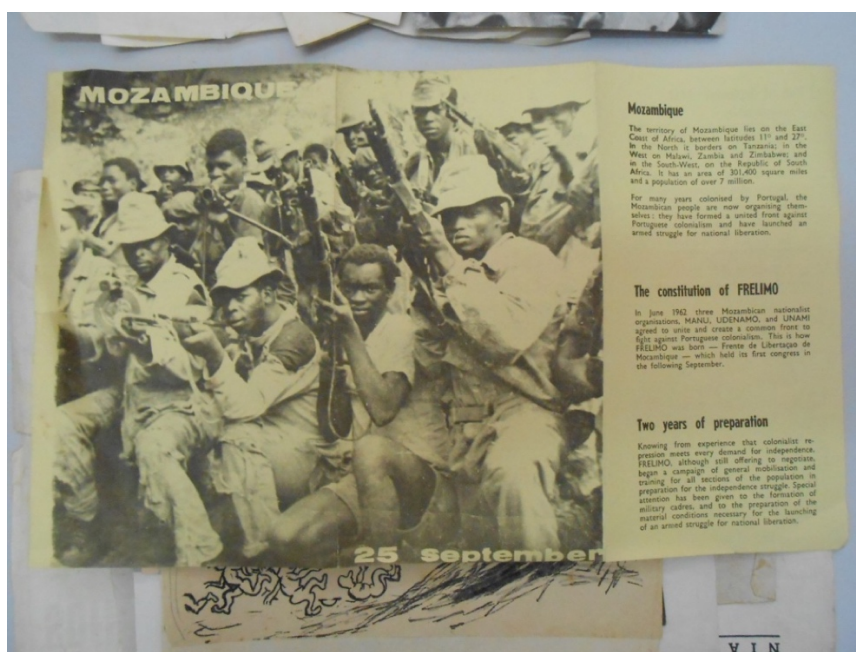 MOZAMBIQUE
25 September
Mozambique
The territory of Mozambique lies on the East
Coast of Africa, between latitudes 11° and 27°.
In the North it borders on Tanzania; in the
West on Malawi, Zambia and Zimbabwe; and
in the South-West, on the Republic of South
Africa. It has an area of 301,400 square miles
and a population of over 7 million.
For many years colonised by Portugal, the
Mozambican people are now organising them-
selves: they have formed a united front against
Portuguese colonialism and have launched an
armed struggle for national liberation.
The constitution of FRELIMO
In June 1962 three Mozambican nationalist
organisations, MANU, UDENAMO, and UNAMI
agreed to unite and create a common front to
fight against Portuguese colonialism. This is how
FRELIMO was born — Frente de Libertaçao de
Mocambique — which held its first congress in
the following September.
Two years of preparation
Knowing from experience that colonialist re-
pression meets every demand for independence,
FRELIMO, although still offering to negotiate,
began a campaign of general mobilisation and
training for all sections of the population in
preparation for the independence struggle. Special
attention has been given to the formation of
military cadres, and to the preparation of the
material conditions necessary for the launching
of an armed struggle for national liberation.